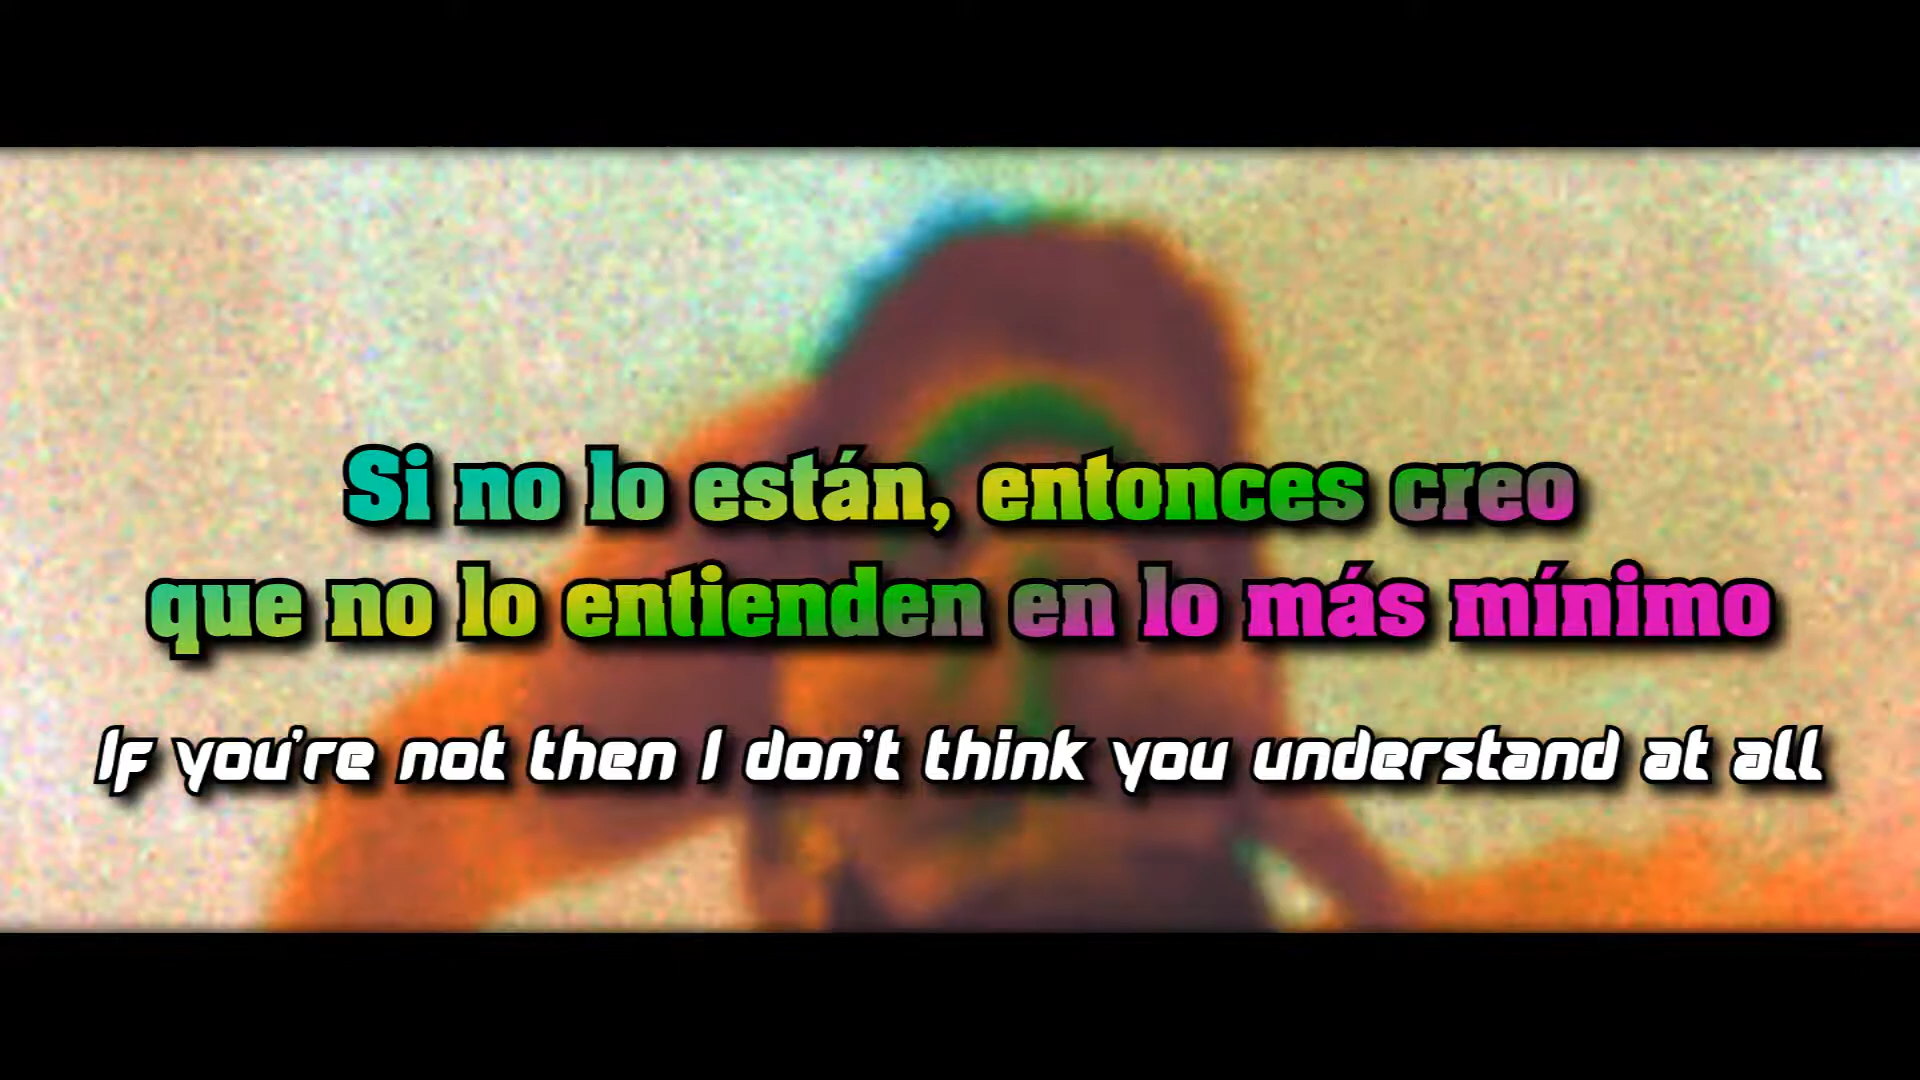 Si no lo están, entonces creo
que no lo entienden en lo más mínimo
If you're not then I don't think you understand at all